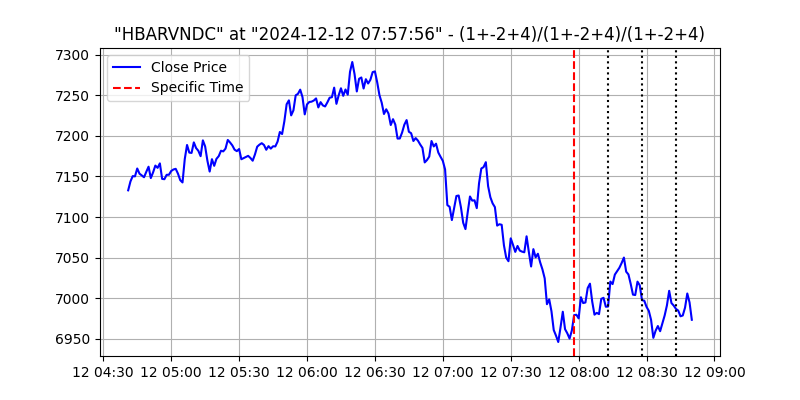 "HBARVNDC" at "2024-12-12 07:57:56" - (1+-2+4)/(1+-2+4)/(1+-2+4)
Close Price
Specific Time
7300
7250
7200
7150
7100
7050
7000
6950
12 04:30 12 05:00 12 05:30 12 06:00 12 06:30 12 07:00 12 07:30 12 08:00 12 08:30 12 09:00